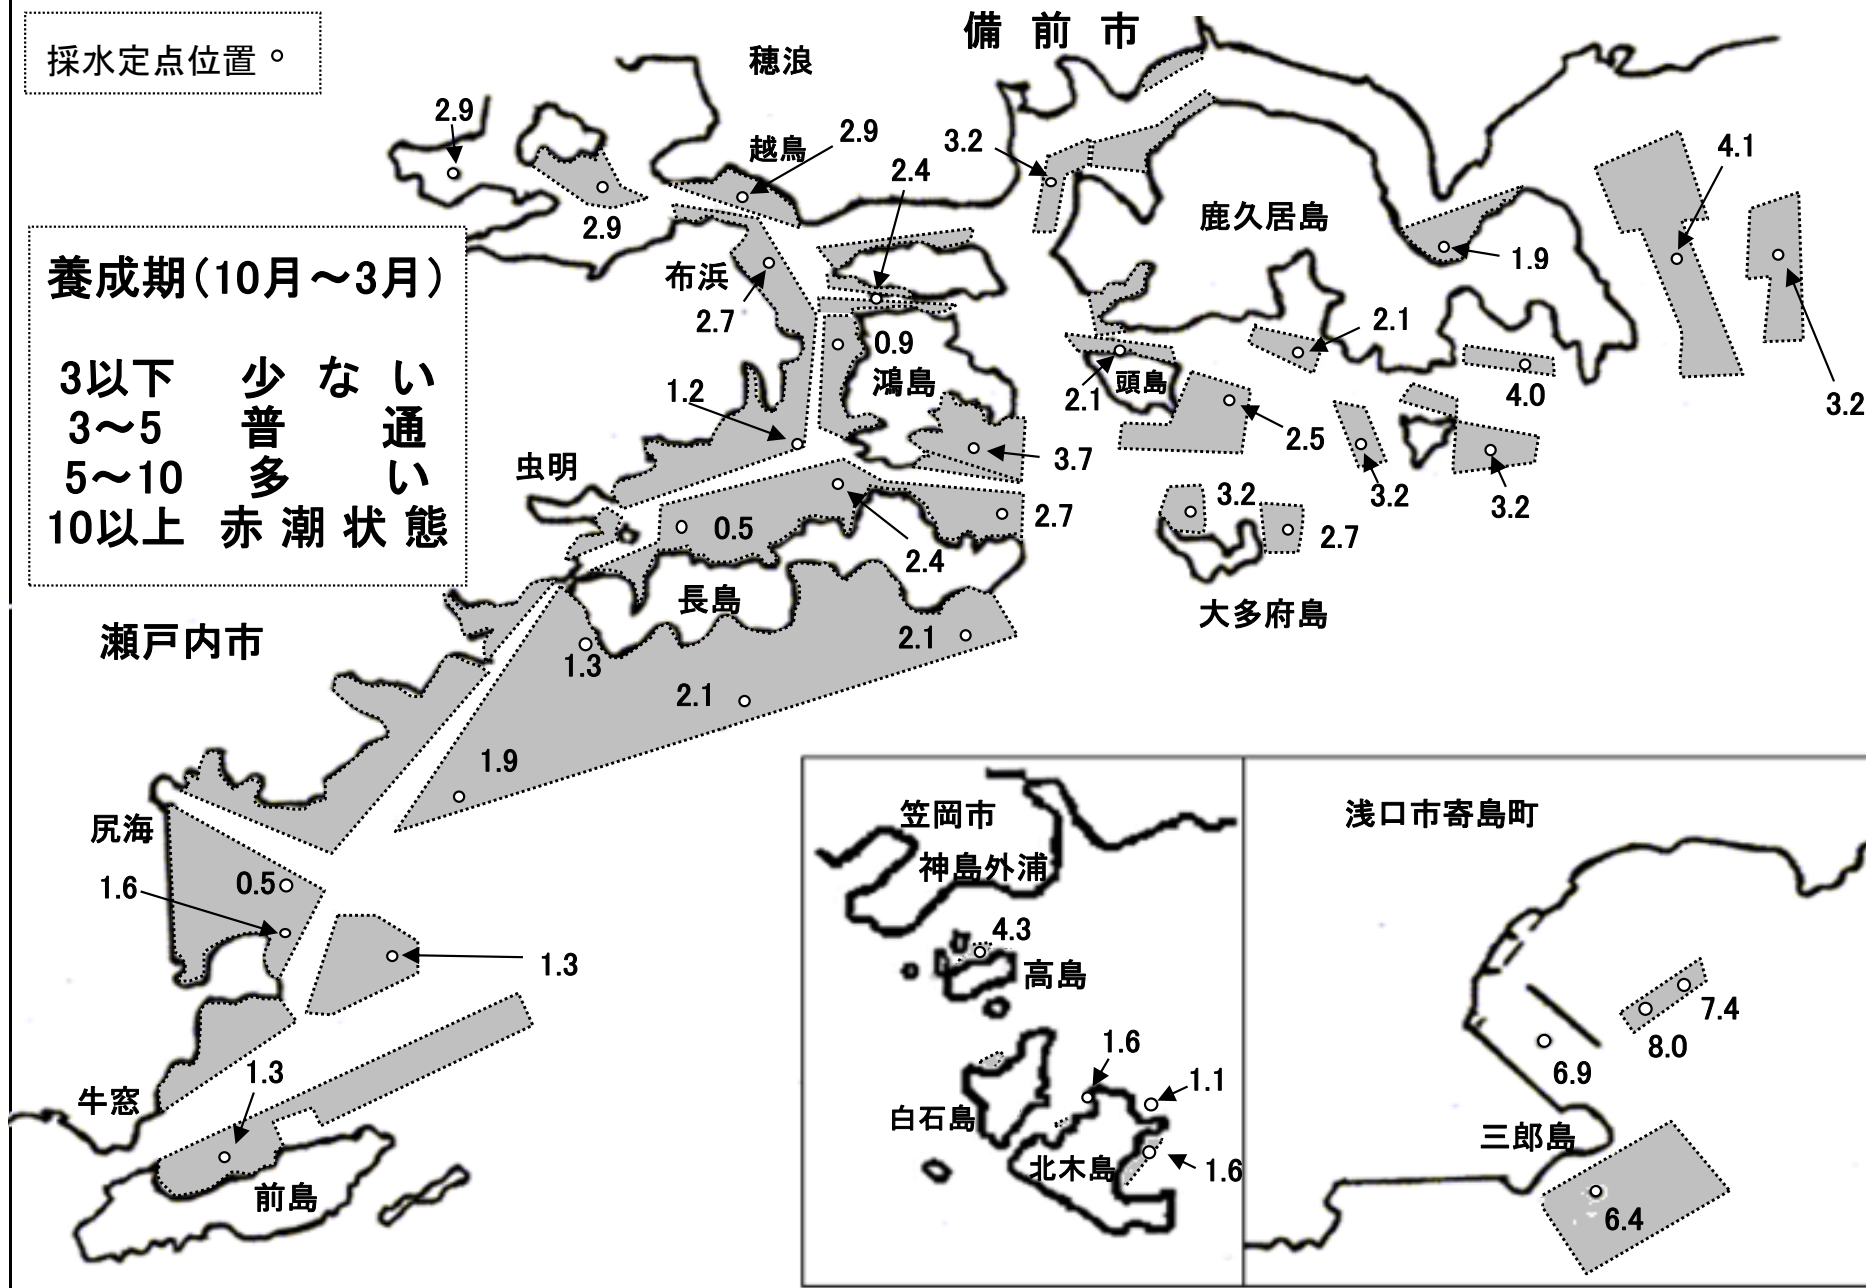 採水定点位置。
備前市
穂浪
越鳥
2.9
2.9
3.2
2.4
4.1
2.9
鹿久居島
1.9
養成期(10月～3月)
3以下 少ない
3～5 普通
5～10 多い
10以上 赤潮状態
布浜
2.7
0.9
鴻島
2.1
頭島
2.1
4.0
3.2
1.2
2.5
3.7
3.2
3.2
虫明
0.5
2.4
2.7
3.2
2.7
長島
大多府島
瀬戸内市
1.3
2.1
2.1
1.9
尻海
0.5
1.6
1.3
牛窓
1.3
前島
笠岡市
神島外浦
4.3
高島
1.6
1.1
白石島
北木島
1.6
浅口市寄島町
7.4
8.0
6.9
三郎島
6.4